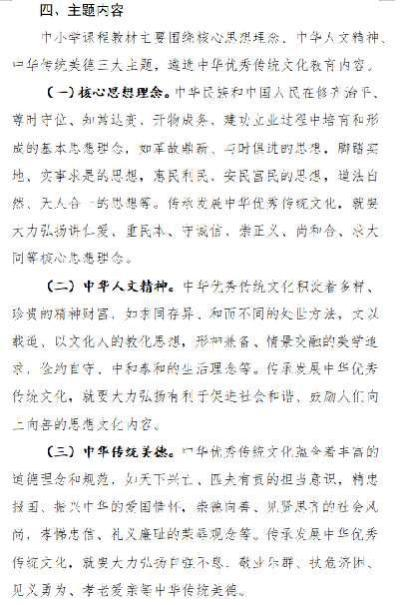 四、主题内容
中小学课程教材主要围绕核心思想理念、中华人文精神、
中华传统美德三大主题，遴选中华优秀传统文化教育内容。
（一）核心思想理念。中华民族和中国人民在修齐治平、
尊时守位、知常达变、开物成务、建功立业过程中培育和形
成的基本思想理念，如革故鼎新、与时俱进的思想，脚踏实
地、实事求是的思想，惠民利民、安民富民的思想，道法自
然、天人合一的思想等。传承发展中华优秀传统文化，就要
大力弘扬讲仁爱、重民本、守诚信、崇正义、尚和合、求大
同等核心思想理念。
（二）中华人文精神。中华优秀传统文化积淀着多样、
珍贵的精神财富，如求同存异、和而不同的处世方法，文以
载道、以文化人的教化思想，形神兼备、情景交融的美学追
求，俭约自守、中和泰和的生活理念等。传承发展中华优秀
传统文化，就要大力弘扬有利于促进社会和谐、鼓励人们向
上向善的思想文化内容。
（三）中华传统美德。中华优秀传统文化蕴含着丰富的
道德理念和规范，如天下兴亡、匹夫有责的担当意识，精忠
报国、振兴中华的爱国情怀，崇德向善、见贤思齐的社会风
尚，孝悌忠信、礼义廉耻的荣辱观念等。传承发展中华优秀
传统文化，就要大力弘扬自强不息、敬业乐群、扶危济困、
见义勇为、孝老爱亲等中华传统美德。